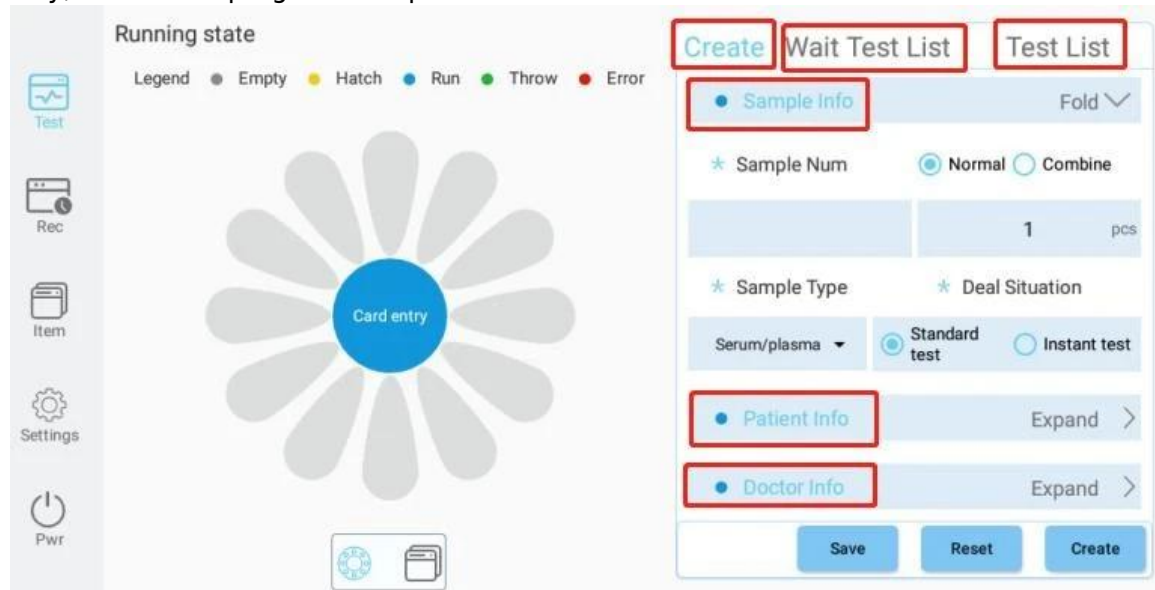 Running state
Legend Empty Hatch Run Throw Error
Test
Rec
Item
Settings
Pwr
Card entry
Create Wait Test List Test List
Sample Info Fold
* Sample Num Normal Combine
1 pcs
* Sample Type * Deal Situation
Serum/plasma Standard test Instant test
Patient Info Expand
Doctor Info Expand
Save Reset Create